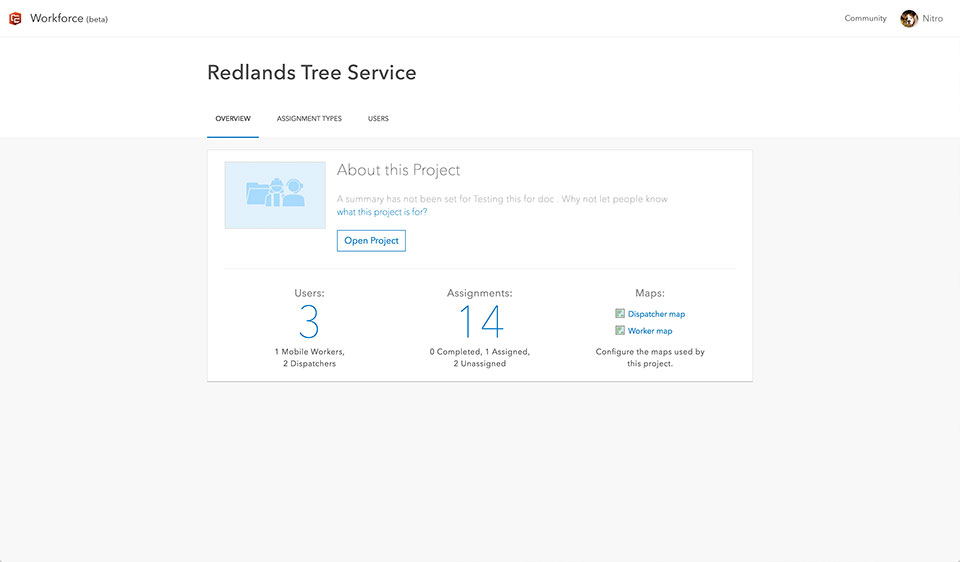 Workforce (beta)
Community
Nitro
Redlands Tree Service
OVERVIEW
ASSIGNMENT TYPES
USERS
About this Project
A summary has not been set for Testing this for doc . Why not let people know
what this project is for?
Open Project
Users:
3
1 Mobile Workers,
2 Dispatchers
Assignments:
14
0 Completed, 1 Assigned,
2 Unassigned
Maps:
Dispatcher map
Worker map
Configure the maps used by
this project.